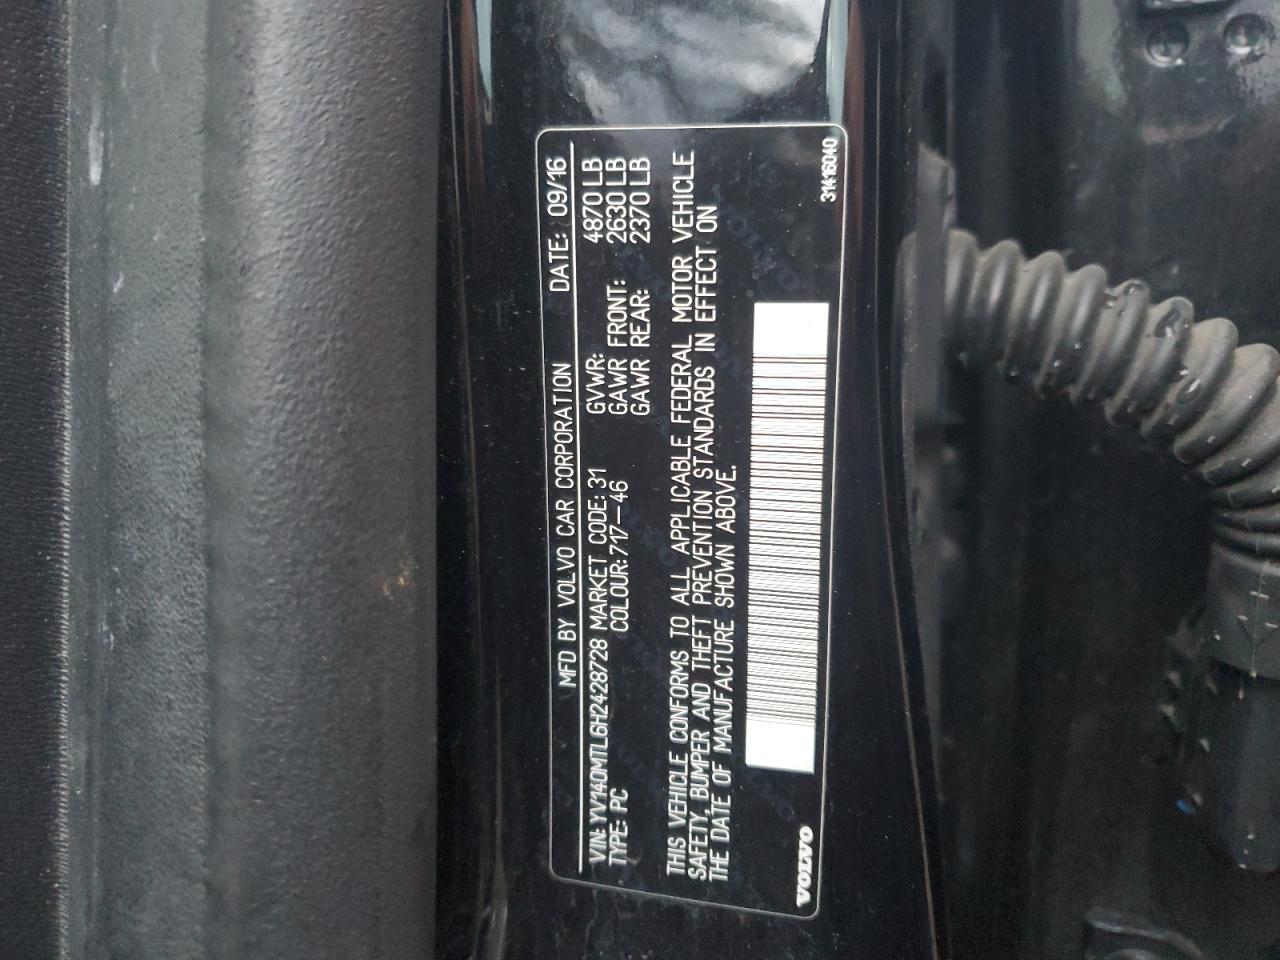 MFD BY VOLVO CAR CORPORATION DATE: 09/16
VIN: YV140MTL6H2428728 MARKET CODE: 31 GVWR: 4870 LB
TYPE: PC COLOUR: 717-46 GAWR FRONT: 2630 LB
GAWR REAR: 2370 LB
THIS VEHICLE CONFORMS TO ALL APPLICABLE FEDERAL MOTOR VEHICLE
SAFETY, BUMPER AND THEFT PREVENTION STANDARDS IN EFFECT ON
THE DATE OF MANUFACTURE SHOWN ABOVE.
VOLVO 31416040